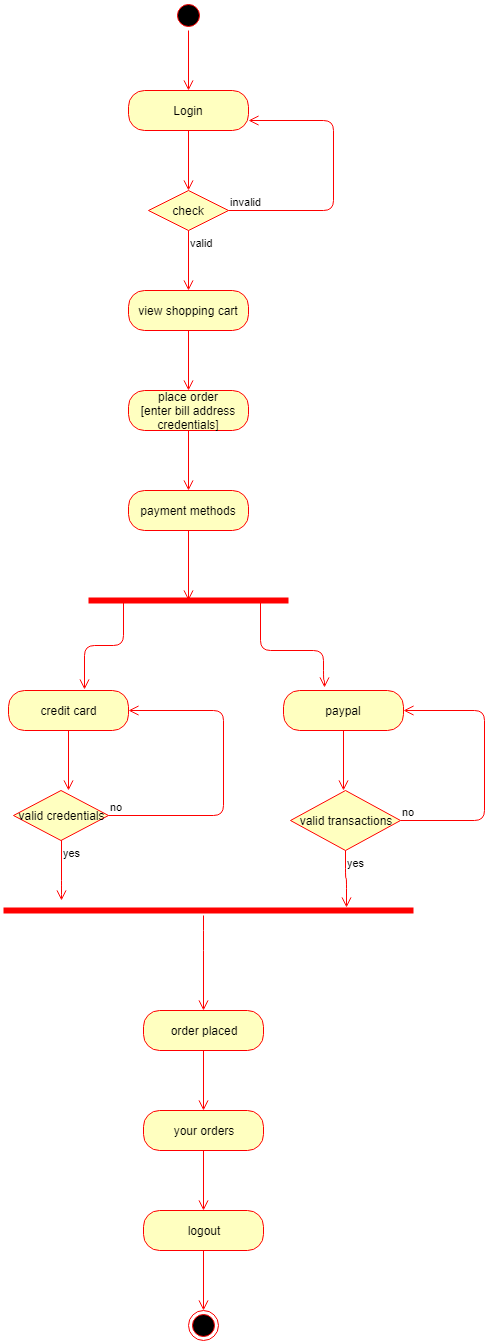 Login
check
invalid
valid
view shopping cart
place order
[enter bill address
credentials]
payment methods
credit card
paypal
valid credentials
no
valid transactions
no
yes
yes
order placed
your orders
logout